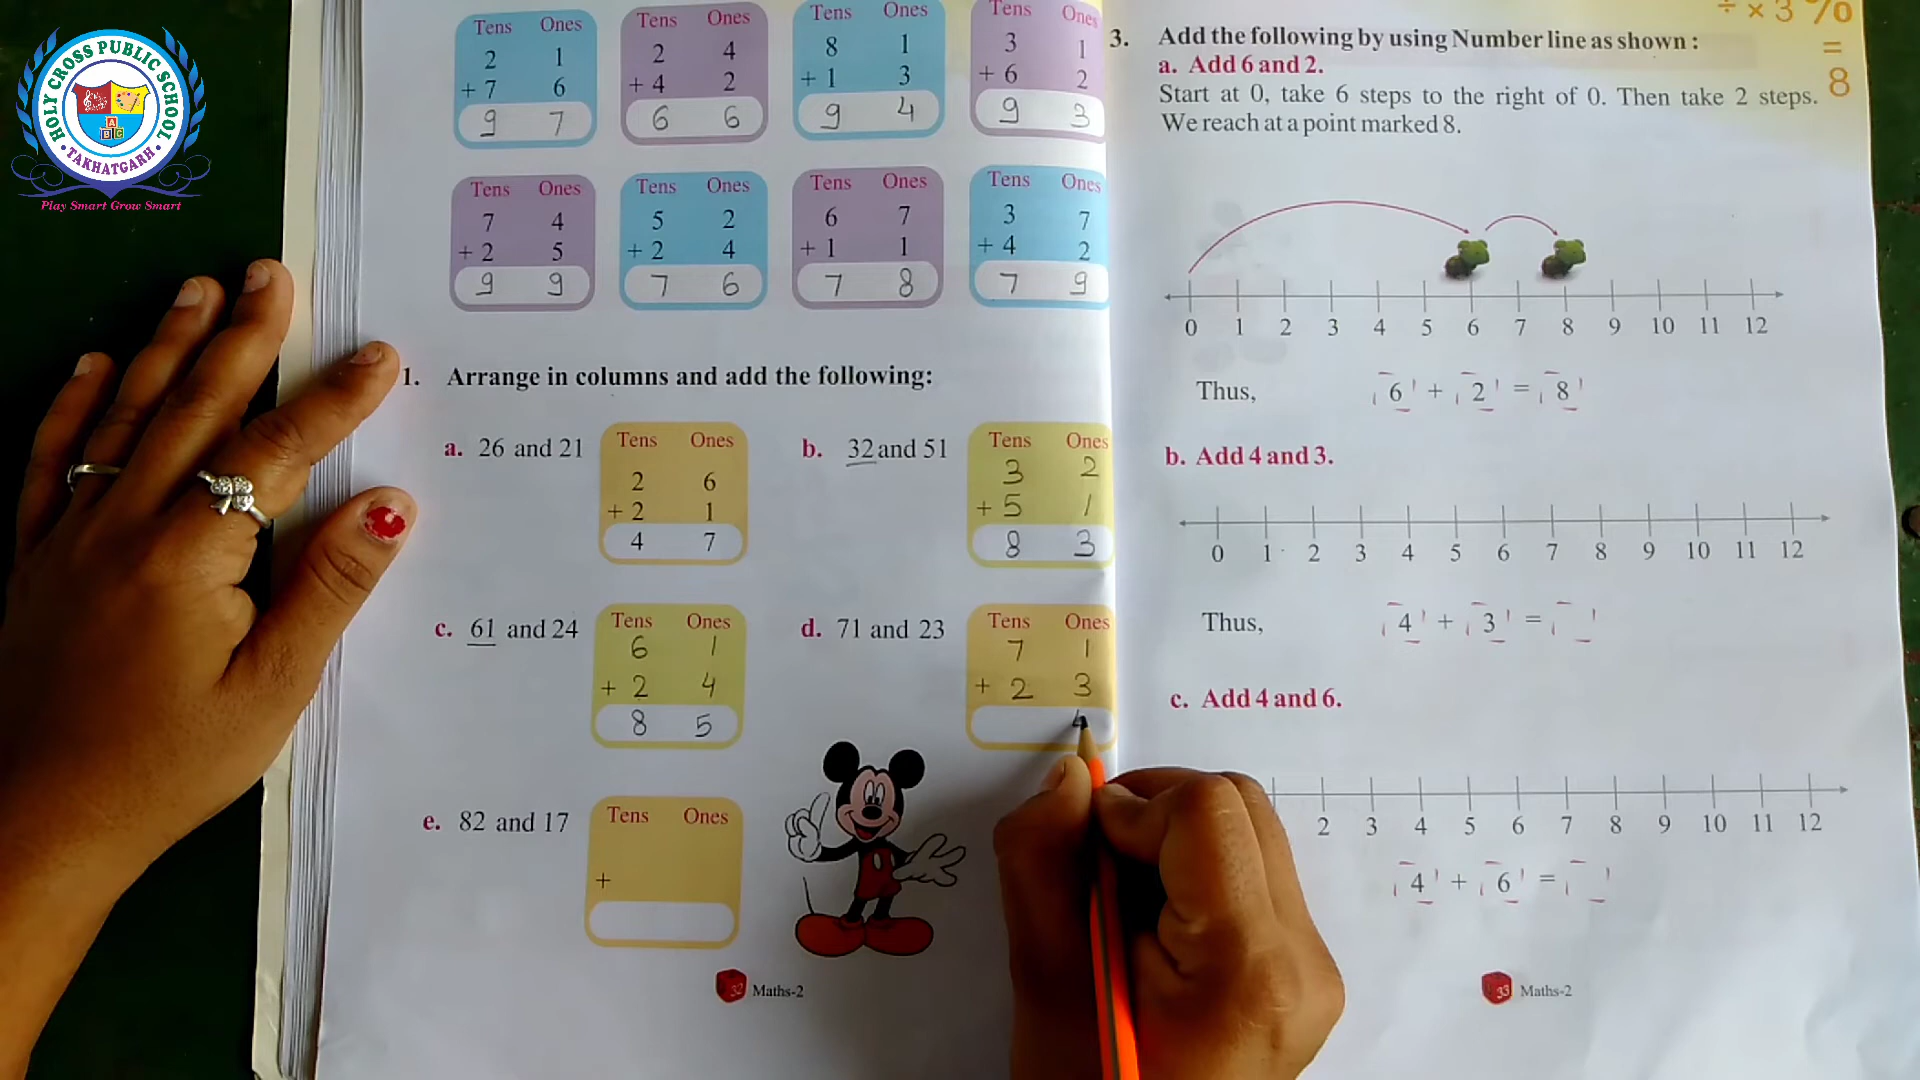 HOLY CROSS PUBLIC SCHOOL
TAKHATGARH
A
B C
Play Smart Grow Smart
Tens Ones
2 1
+ 7 6
9 7
Tens Ones
2 4
+ 4 2
6 6
Tens Ones
8 1
+ 1 3
9 4
Tens Ones
3 1
+ 6 2
9 3
Tens Ones
7 4
+ 2 5
9 9
Tens Ones
5 2
+ 2 4
7 6
Tens Ones
6 7
+ 1 1
7 8
Tens Ones
3 7
+ 4 2
7 9
1. Arrange in columns and add the following:
a. 26 and 21
Tens Ones
2 6
+ 2 1
4 7
b. 32 and 51
Tens Ones
3 2
+ 5 1
8 3
c. 61 and 24
Tens Ones
6 1
+ 2 4
8 5
d. 71 and 23
Tens Ones
7 1
+ 2 3
4
e. 82 and 17
Tens Ones
+
32 Maths-2
÷ × 3 %
=
8
3. Add the following by using Number line as shown :
a. Add 6 and 2.
Start at 0, take 6 steps to the right of 0. Then take 2 steps.
We reach at a point marked 8.
0 1 2 3 4 5 6 7 8 9 10 11 12
Thus, 6 + 2 = 8
b. Add 4 and 3.
0 1 2 3 4 5 6 7 8 9 10 11 12
Thus, 4 + 3 =
c. Add 4 and 6.
2 3 4 5 6 7 8 9 10 11 12
4 + 6 =
33 Maths-2